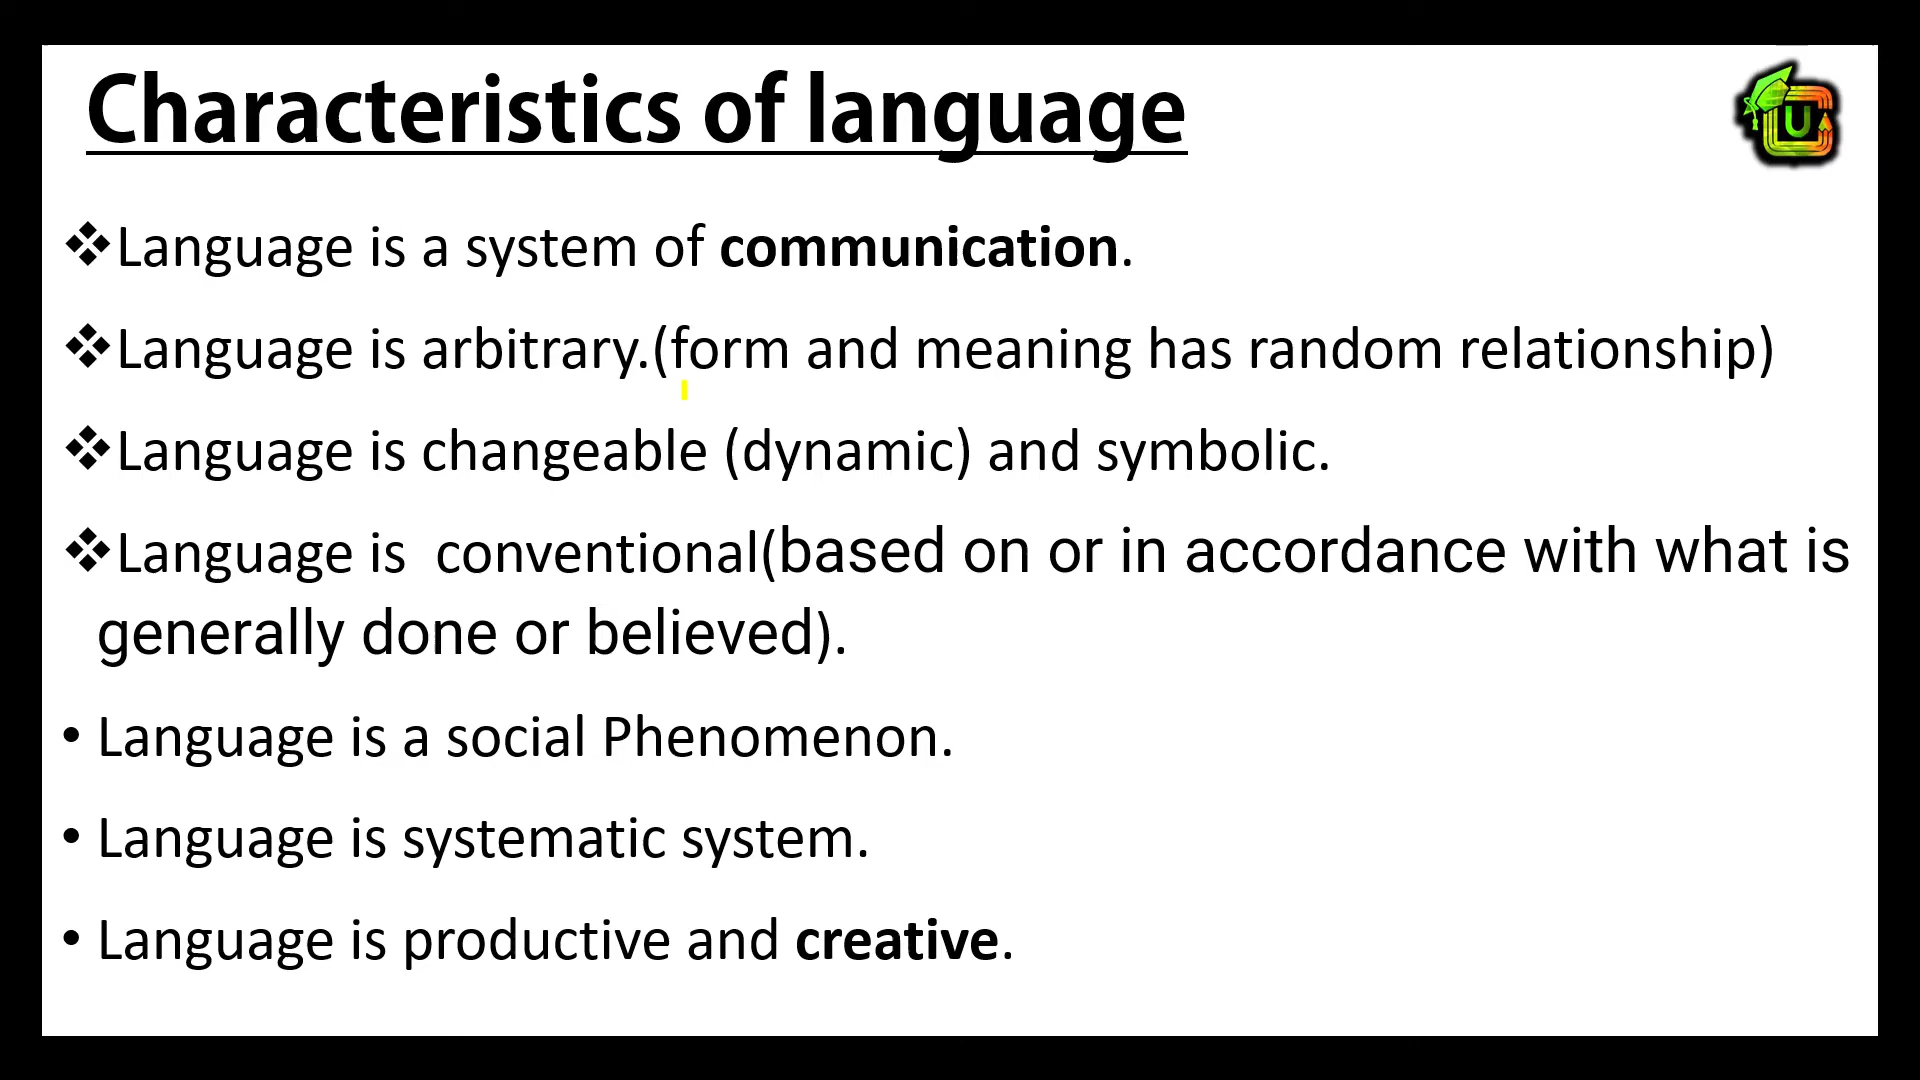 Characteristics of language
U
❖Language is a system of communication.
❖Language is arbitrary.(form and meaning has random relationship)
❖Language is changeable (dynamic) and symbolic.
❖Language is  conventional(based on or in accordance with what is
generally done or believed).
• Language is a social Phenomenon.
• Language is systematic system.
• Language is productive and creative.